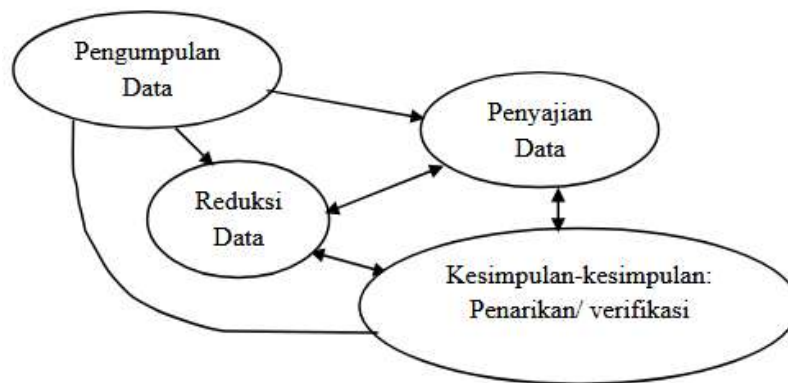 Pengumpulan
Data
Penyajian
Data
Reduksi
Data
Kesimpulan-kesimpulan:
Penarikan/ verifikasi